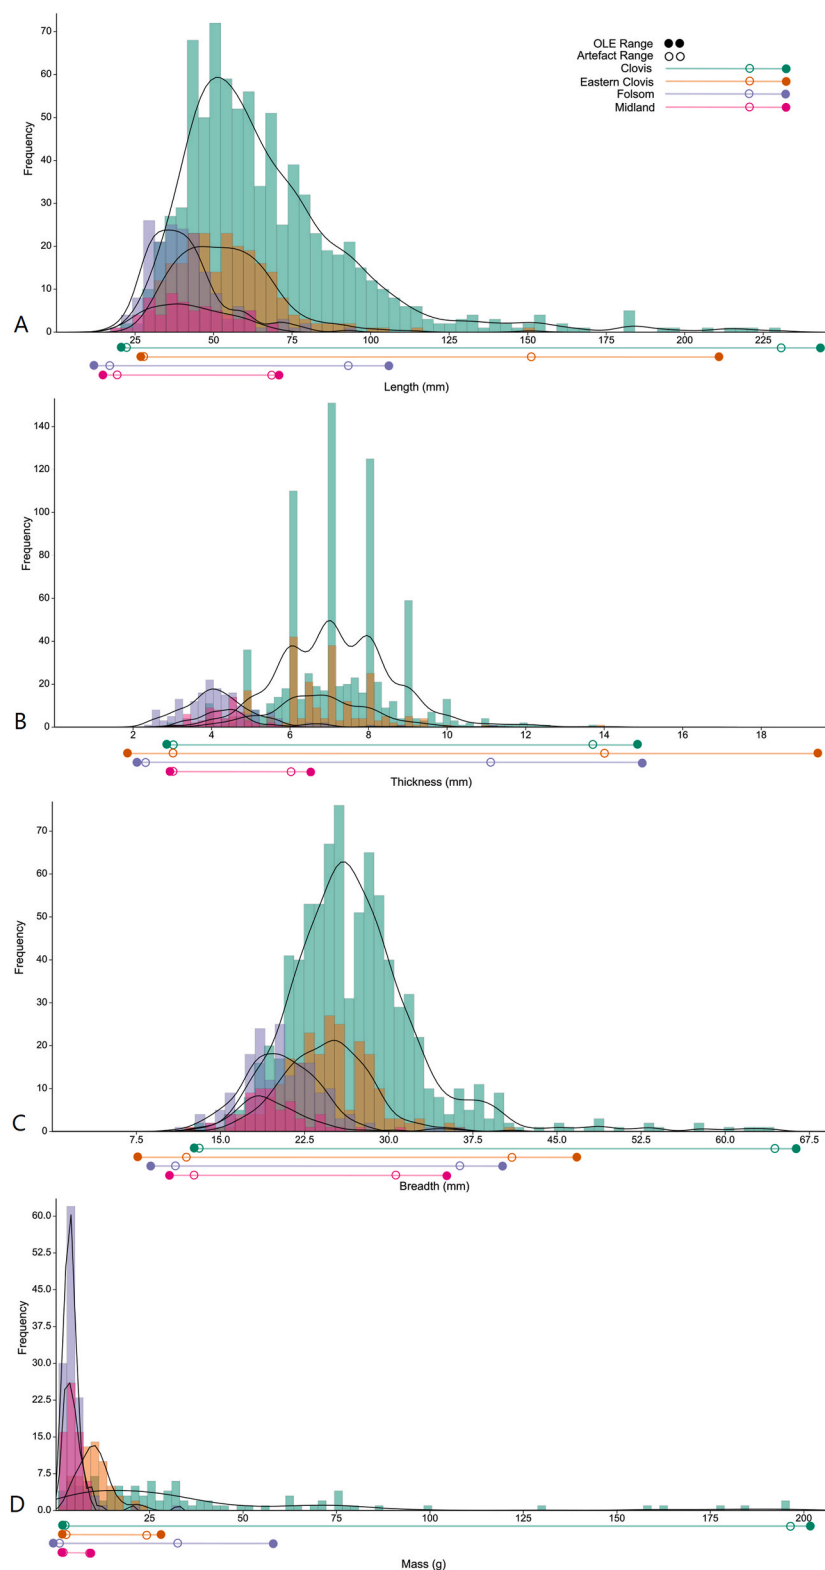 70
60
50
40
30
20
10
0
Frequency
OLE Range
Artefact Range
Clovis
Eastern Clovis
Folsom
Midland
A
25 50 75 100 125 150 175 200 225
Length (mm)
140
120
100
80
60
40
20
0
Frequency
B
2 4 6 8 10 12 14 16 18
Thickness (mm)
70
60
50
40
30
20
10
0
Frequency
C
7.5 15.0 22.5 30.0 37.5 45.0 52.5 60.0 67.5
Breadth (mm)
60.0
52.5
45.0
37.5
30.0
22.5
15.0
7.5
0.0
Frequency
D
25 50 75 100 125 150 175 200
Mass (g)